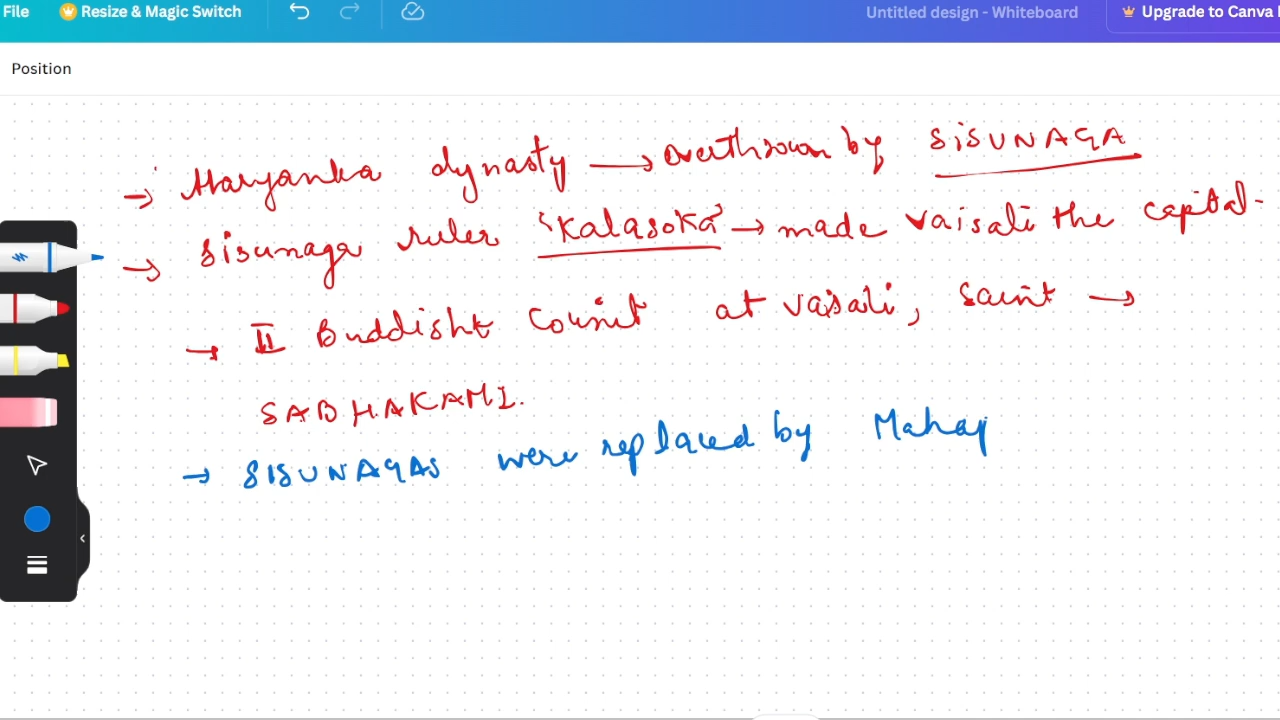 File Resize & Magic Switch Untitled design - Whiteboard Upgrade to Canva
Position
→ Haryanka dynasty → Overthrown by SISUNAGA
→ Sisunaga ruler 'Kalasoka' → made vaisali the capital.
→ II Buddisht Council at vaisali, saint →
SABHAKAMI.
→ SISUNAGAS were replaced by Mahap